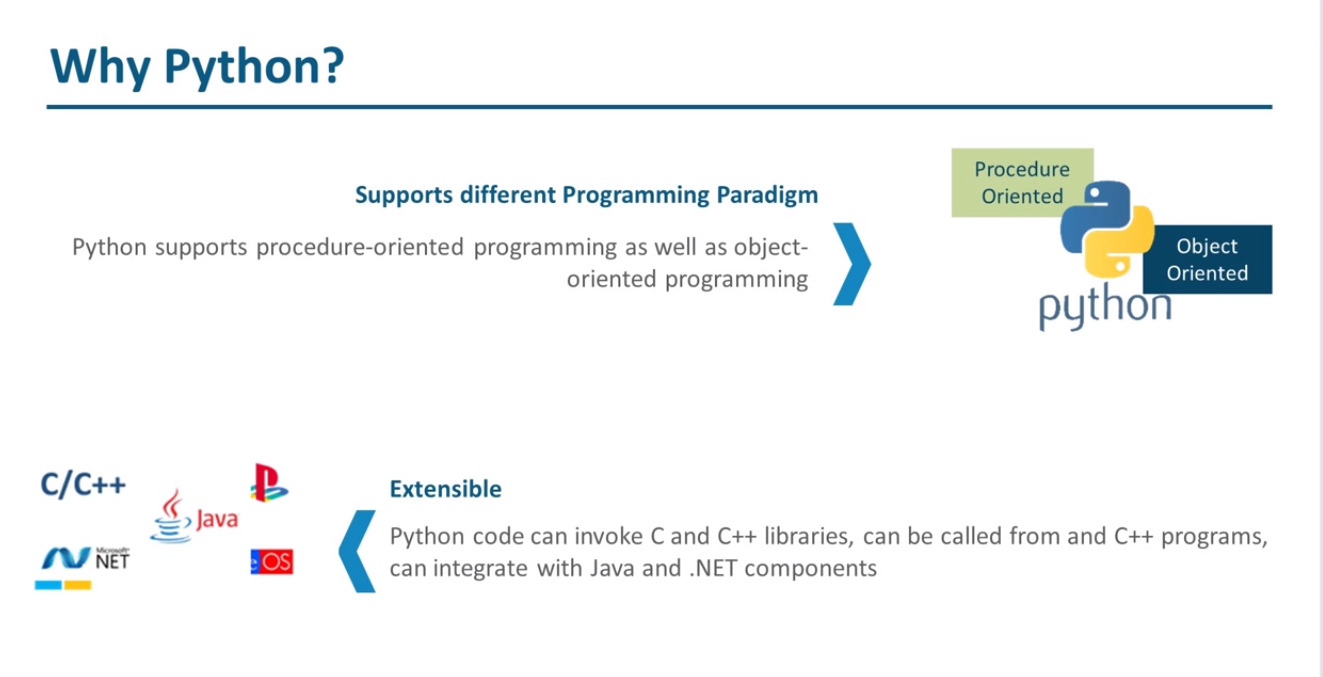 Why Python?
Procedure
Oriented
Supports different Programming Paradigm
Python supports procedure-oriented programming as well as object-
oriented programming
Object
Oriented
python
C/C++
Java
Microsoft
.NET
OS
Extensible
Python code can invoke C and C++ libraries, can be called from and C++ programs,
can integrate with Java and .NET components